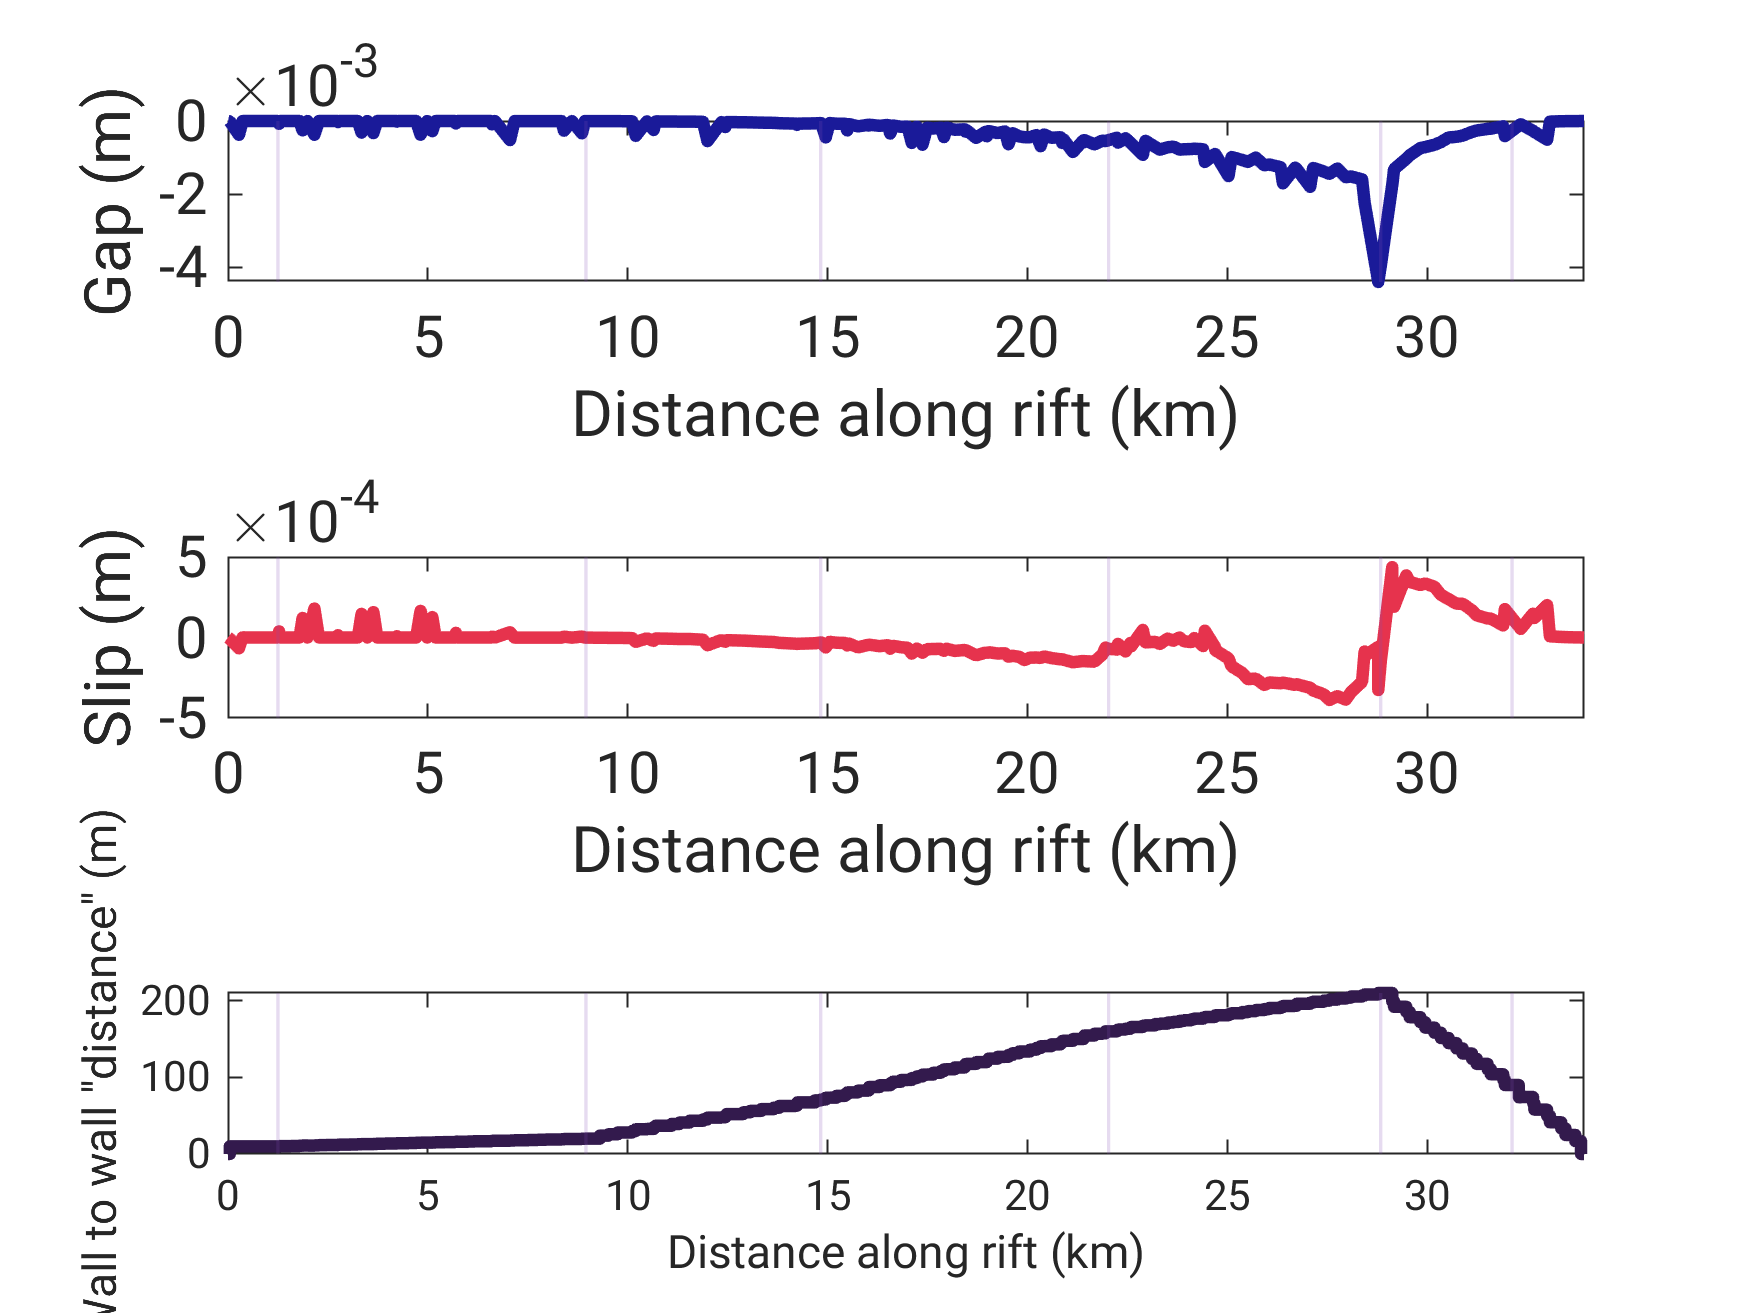 ×10-3
Gap (m)
0
-2
-4
0 5 10 15 20 25 30
Distance along rift (km)
×10-4
Slip (m)
5
0
-5
0 5 10 15 20 25 30
Distance along rift (km)
to wall "distance" (m)
200
100
0
0 5 10 15 20 25 30
Distance along rift (km)